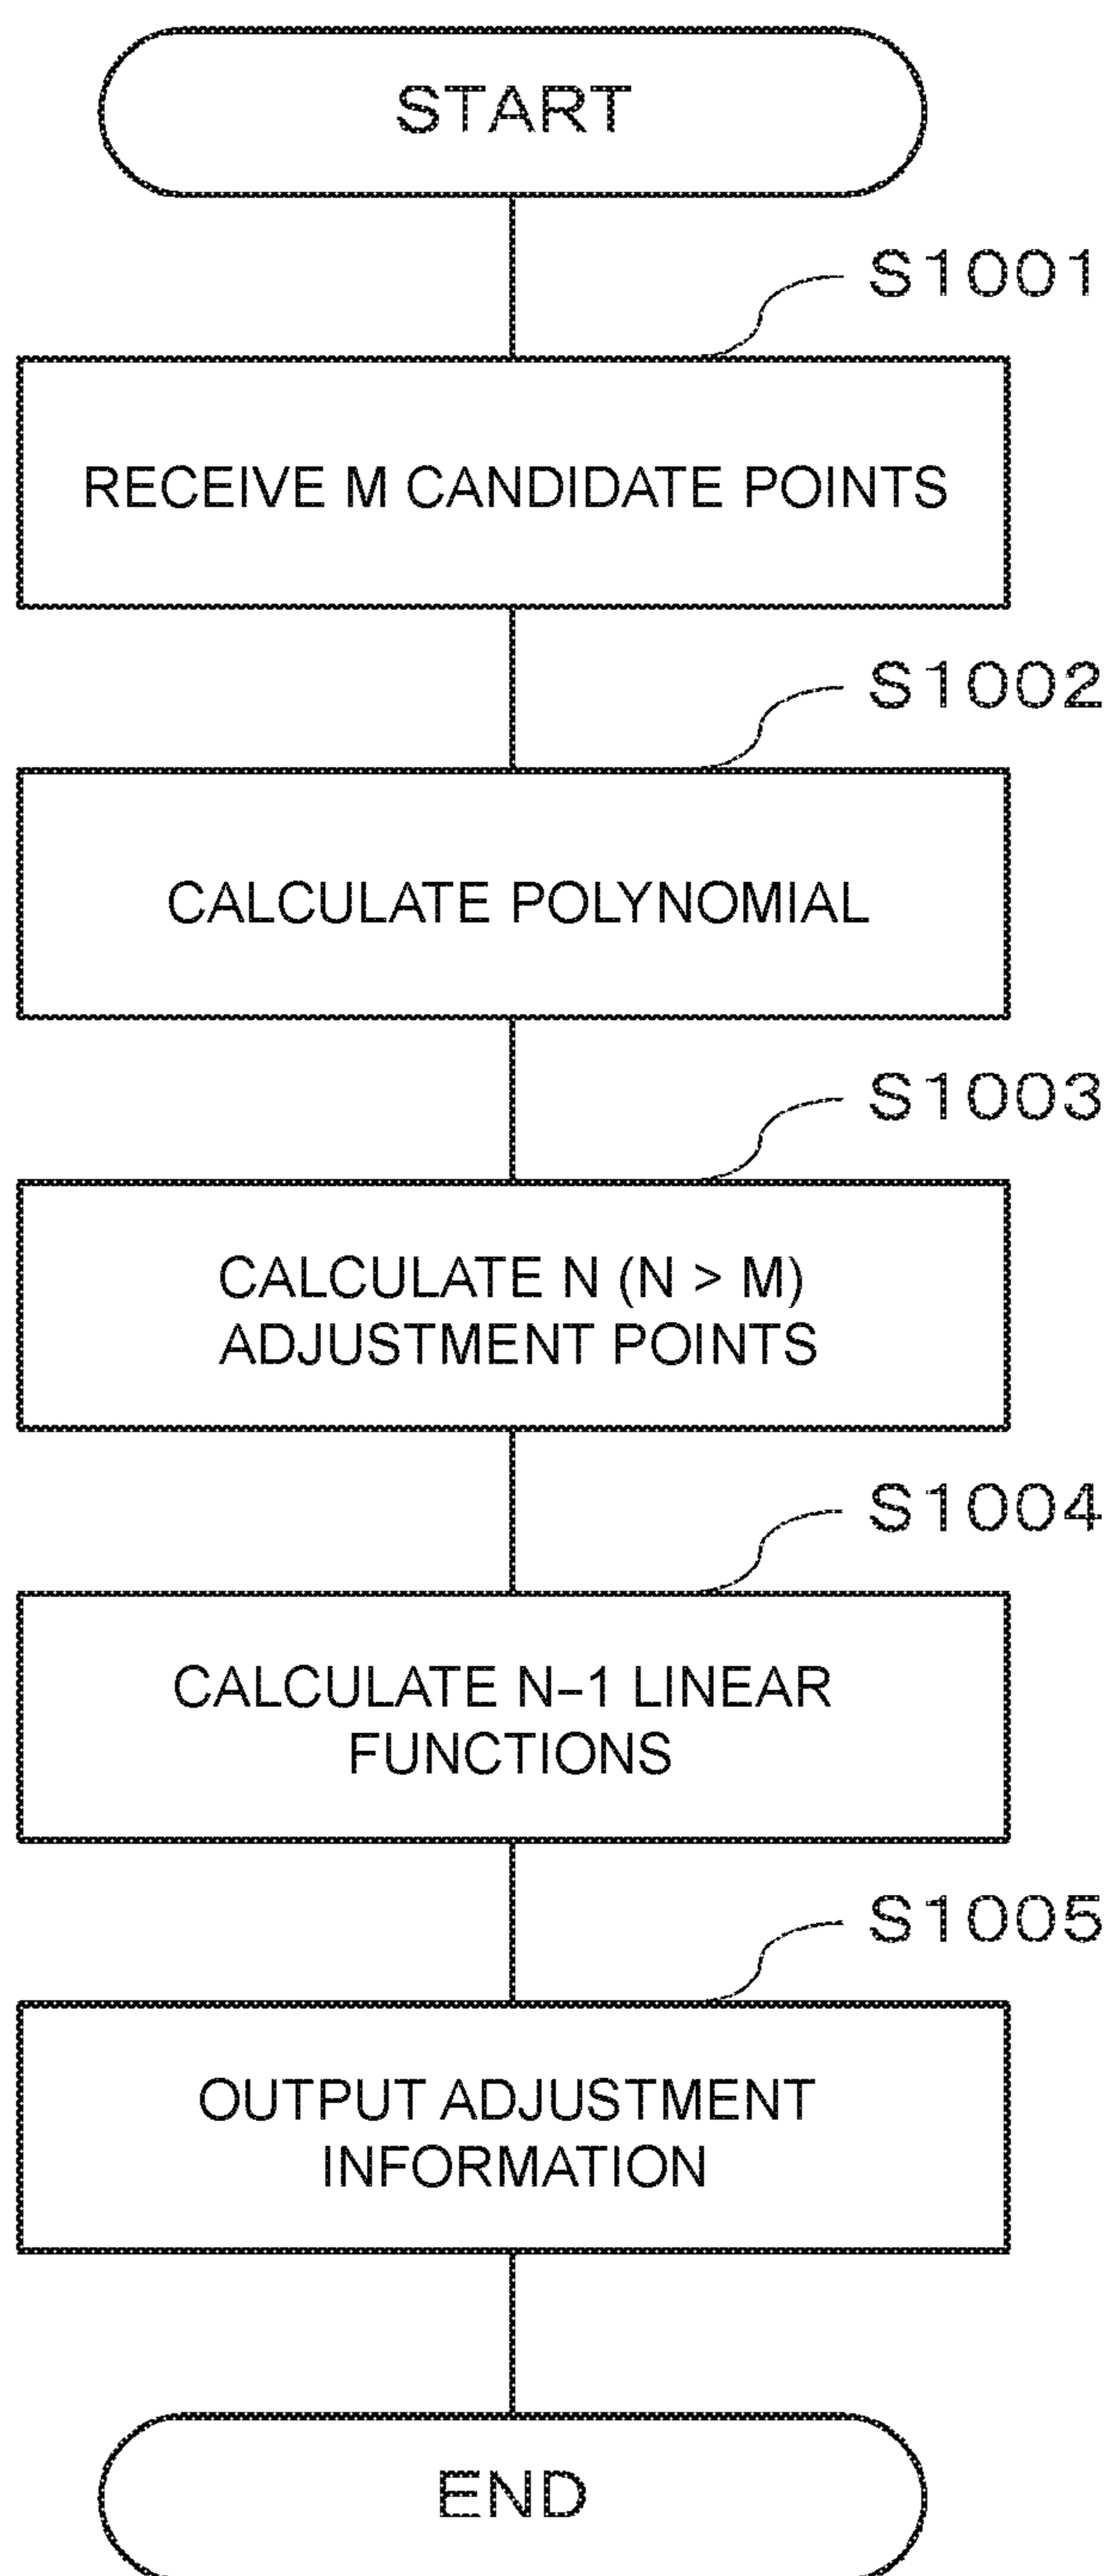 START
S1001
RECEIVE M CANDIDATE POINTS
S1002
CALCULATE POLYNOMIAL
S1003
CALCULATE N (N > M)
ADJUSTMENT POINTS
S1004
CALCULATE N–1 LINEAR
FUNCTIONS
S1005
OUTPUT ADJUSTMENT
INFORMATION
END